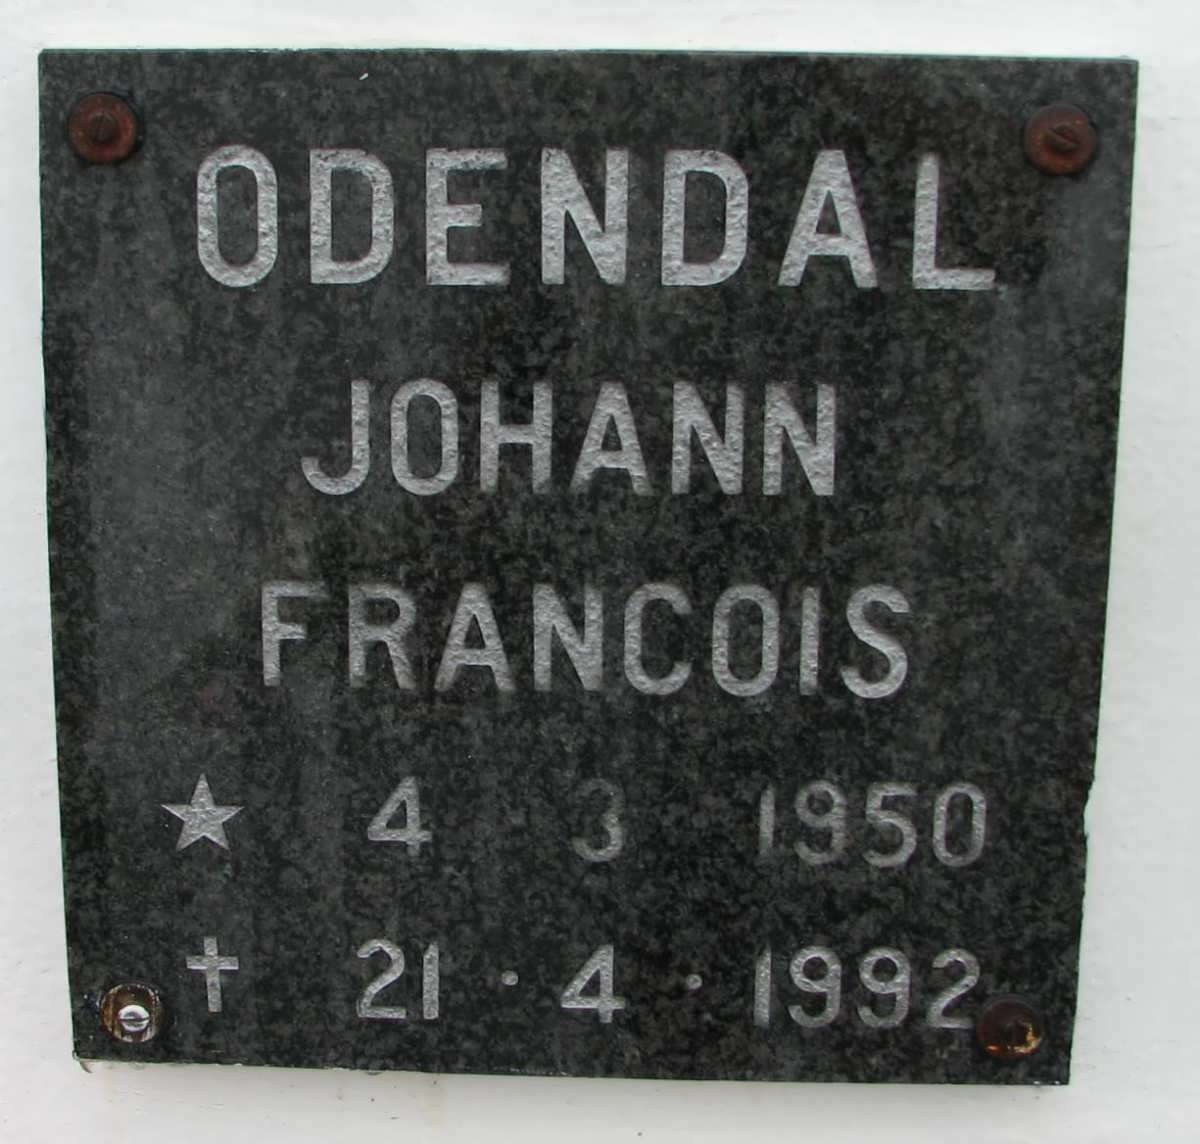 ODENDAL
JOHANN
FRANCOIS
★ 4 · 3 1950
✝ 21 · 4 · 1992